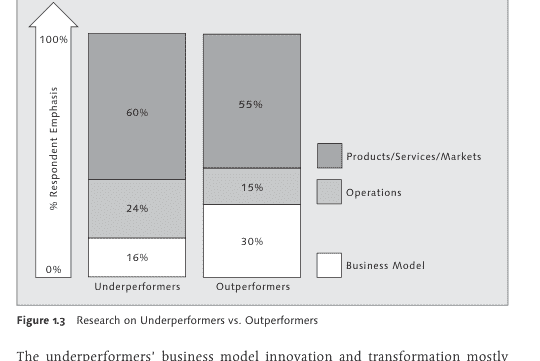 100%
% Respondent Emphasis
0%
60%
24%
16%
Underperformers
55%
15%
30%
Outperformers
Products/Services/Markets
Operations
Business Model
Figure 1.3 Research on Underperformers vs. Outperformers
The underperformers' business model innovation and transformation mostly